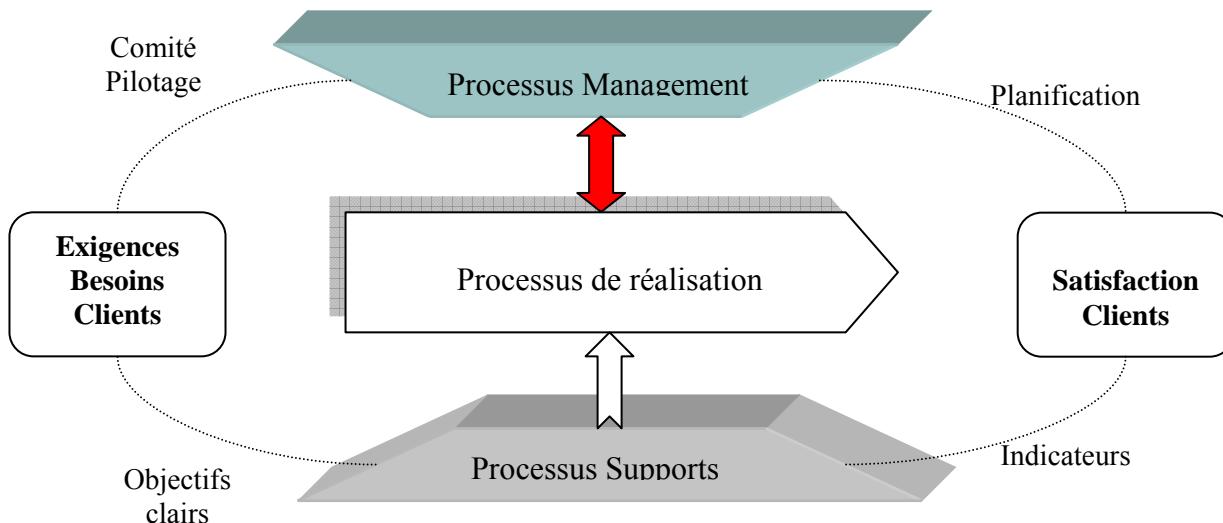 Comité
Pilotage
Processus Management
Planification
Exigences
Besoins
Clients
Processus de réalisation
Satisfaction
Clients
Objectifs
clairs
Processus Supports
Indicateurs